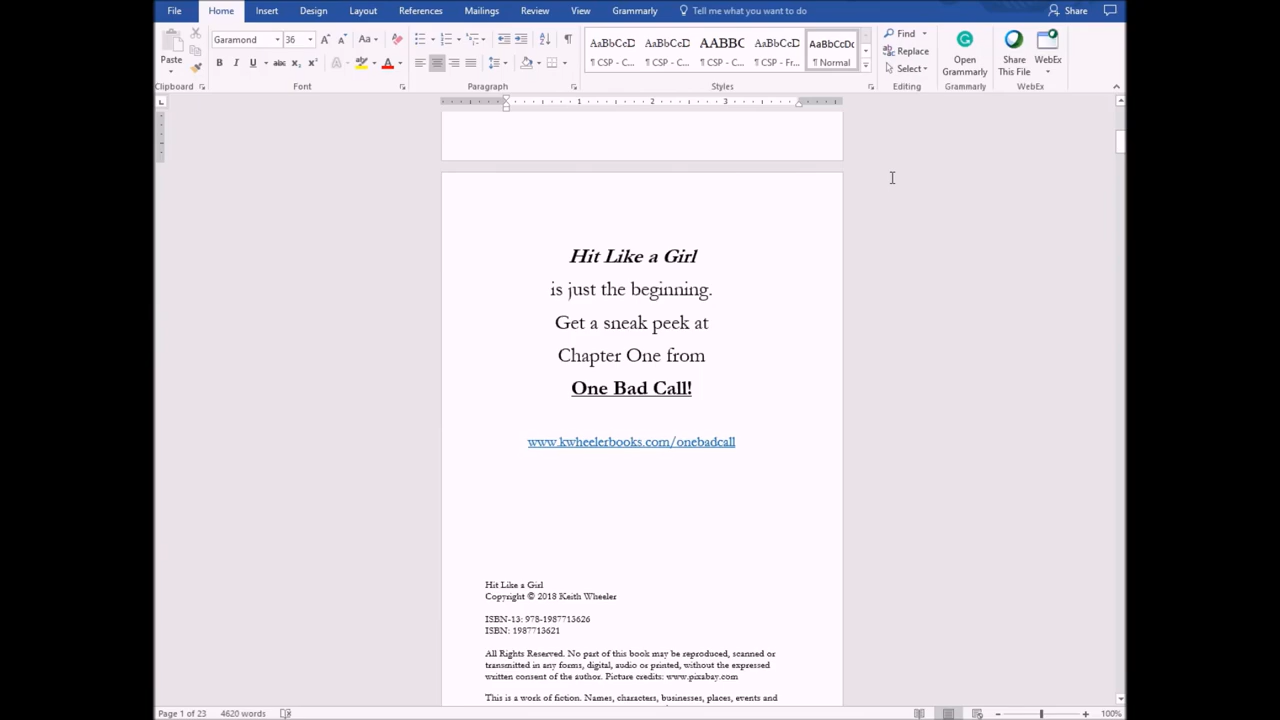 File Home Insert Design Layout References Mailings Review View Grammarly Tell me what you want to do Share
Garamond 36 Aa Find
Replace
Select
Paste B I U abc x₂ x² A A
AaBbCcD AaBbCcD AABBC AaBbCcD AaBbCcDc
¶ CSP - C... ¶ CSP - C... ¶ CSP - C... ¶ CSP - Fr... ¶ Normal
Open Grammarly
Share This File
WebEx
Clipboard Font Paragraph Styles Editing Grammarly WebEx
1 2 3
Hit Like a Girl
is just the beginning.
Get a sneak peek at
Chapter One from
One Bad Call!
www.kwheelerbooks.com/onebadcall
Hit Like a Girl
Copyright © 2018 Keith Wheeler
ISBN-13: 978-1987713626
ISBN: 1987713621
All Rights Reserved. No part of this book may be reproduced, scanned or
transmitted in any forms, digital, audio or printed, without the expressed
written consent of the author. Picture credits: www.pixabay.com
This is a work of fiction. Names, characters, businesses, places, events and
Page 1 of 23 4620 words 100%